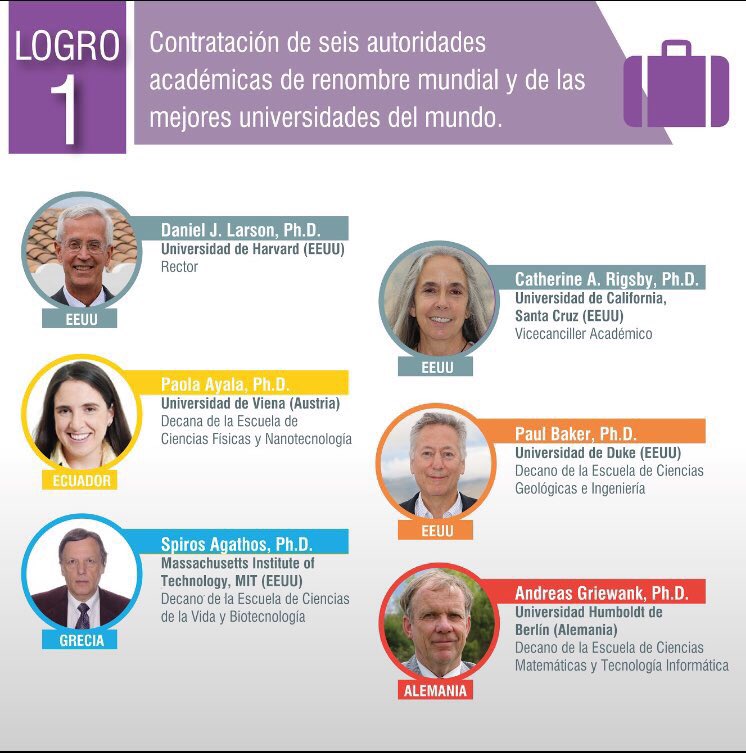 LOGRO
1
Contratación de seis autoridades
académicas de renombre mundial y de las
mejores universidades del mundo.
Daniel J. Larson, Ph.D.
Universidad de Harvard (EEUU)
Rector
EEUU
Catherine A. Rigsby, Ph.D.
Universidad de California,
Santa Cruz (EEUU)
Vicecanciller Académico
EEUU
Paola Ayala, Ph.D.
Universidad de Viena (Austria)
Decana de la Escuela de
Ciencias Físicas y Nanotecnología
ECUADOR
Paul Baker, Ph.D.
Universidad de Duke (EEUU)
Decano de la Escuela de Ciencias
Geológicas e Ingeniería
EEUU
Spiros Agathos, Ph.D.
Massachusetts Institute of
Technology, MIT (EEUU)
Decano de la Escuela de Ciencias
de la Vida y Biotecnología
GRECIA
Andreas Griewank, Ph.D.
Universidad Humboldt de
Berlín (Alemania)
Decano de la Escuela de Ciencias
Matemáticas y Tecnología Informática
ALEMANIA